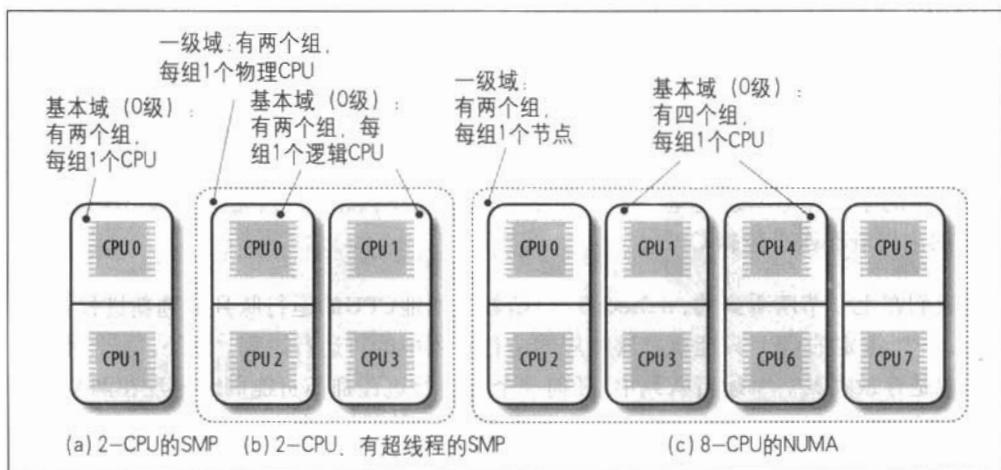 一级域：有两个组，
每组1个物理CPU
基本域（0级）：
有两个组，
每组1个CPU
基本域（0级）：
有两个组，每
组1个逻辑CPU
一级域：
有两个组，
每组1个节点
基本域（0级）：
有四个组，
每组1个CPU
CPU 0
CPU 1
CPU 0
CPU 1
CPU 2
CPU 3
CPU 0
CPU 1
CPU 4
CPU 5
CPU 2
CPU 3
CPU 6
CPU 7
(a) 2-CPU的SMP
(b) 2-CPU、有超线程的SMP
(c) 8-CPU的NUMA